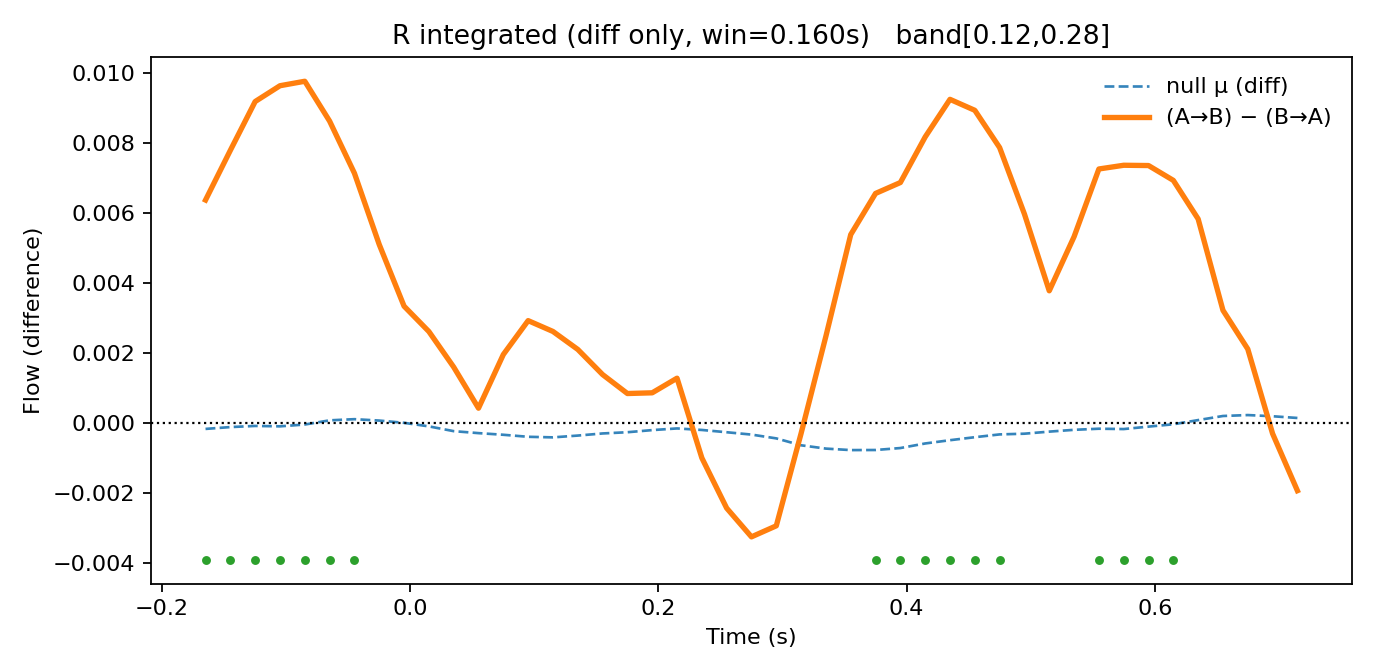 R integrated (diff only, win=0.160s)   band[0.12,0.28]
null μ (diff)
(A→B) − (B→A)
Flow (difference)
0.010
0.008
0.006
0.004
0.002
0.000
−0.002
−0.004
−0.2
0.0
0.2
0.4
0.6
Time (s)